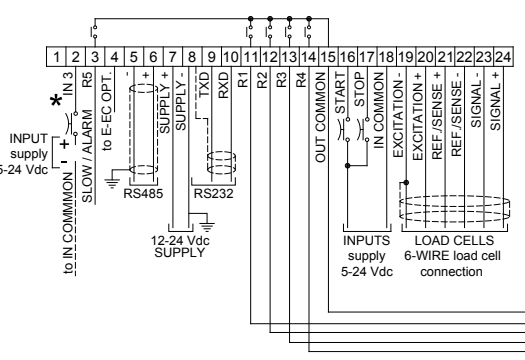 1 2 3 4 5 6 7 8 9 10 11 12 13 14 15 16 17 18 19 20 21 22 23 24
*
IN 3
R5
SLOW / ALARM
to E-EC OPT.
-
+
SUPPLY +
SUPPLY -
TXD
RXD
R1
R2
R3
R4
OUT COMMON
START
STOP
IN COMMON
EXCITATION -
EXCITATION +
REF./SENSE +
REF./SENSE -
SIGNAL -
SIGNAL +
INPUT
supply
5-24 Vdc
+
-
to IN COMMMON
RS485
RS232
12-24 Vdc
SUPPLY
INPUTS
supply
5-24 Vdc
LOAD CELLS
6-WIRE load cell
connection